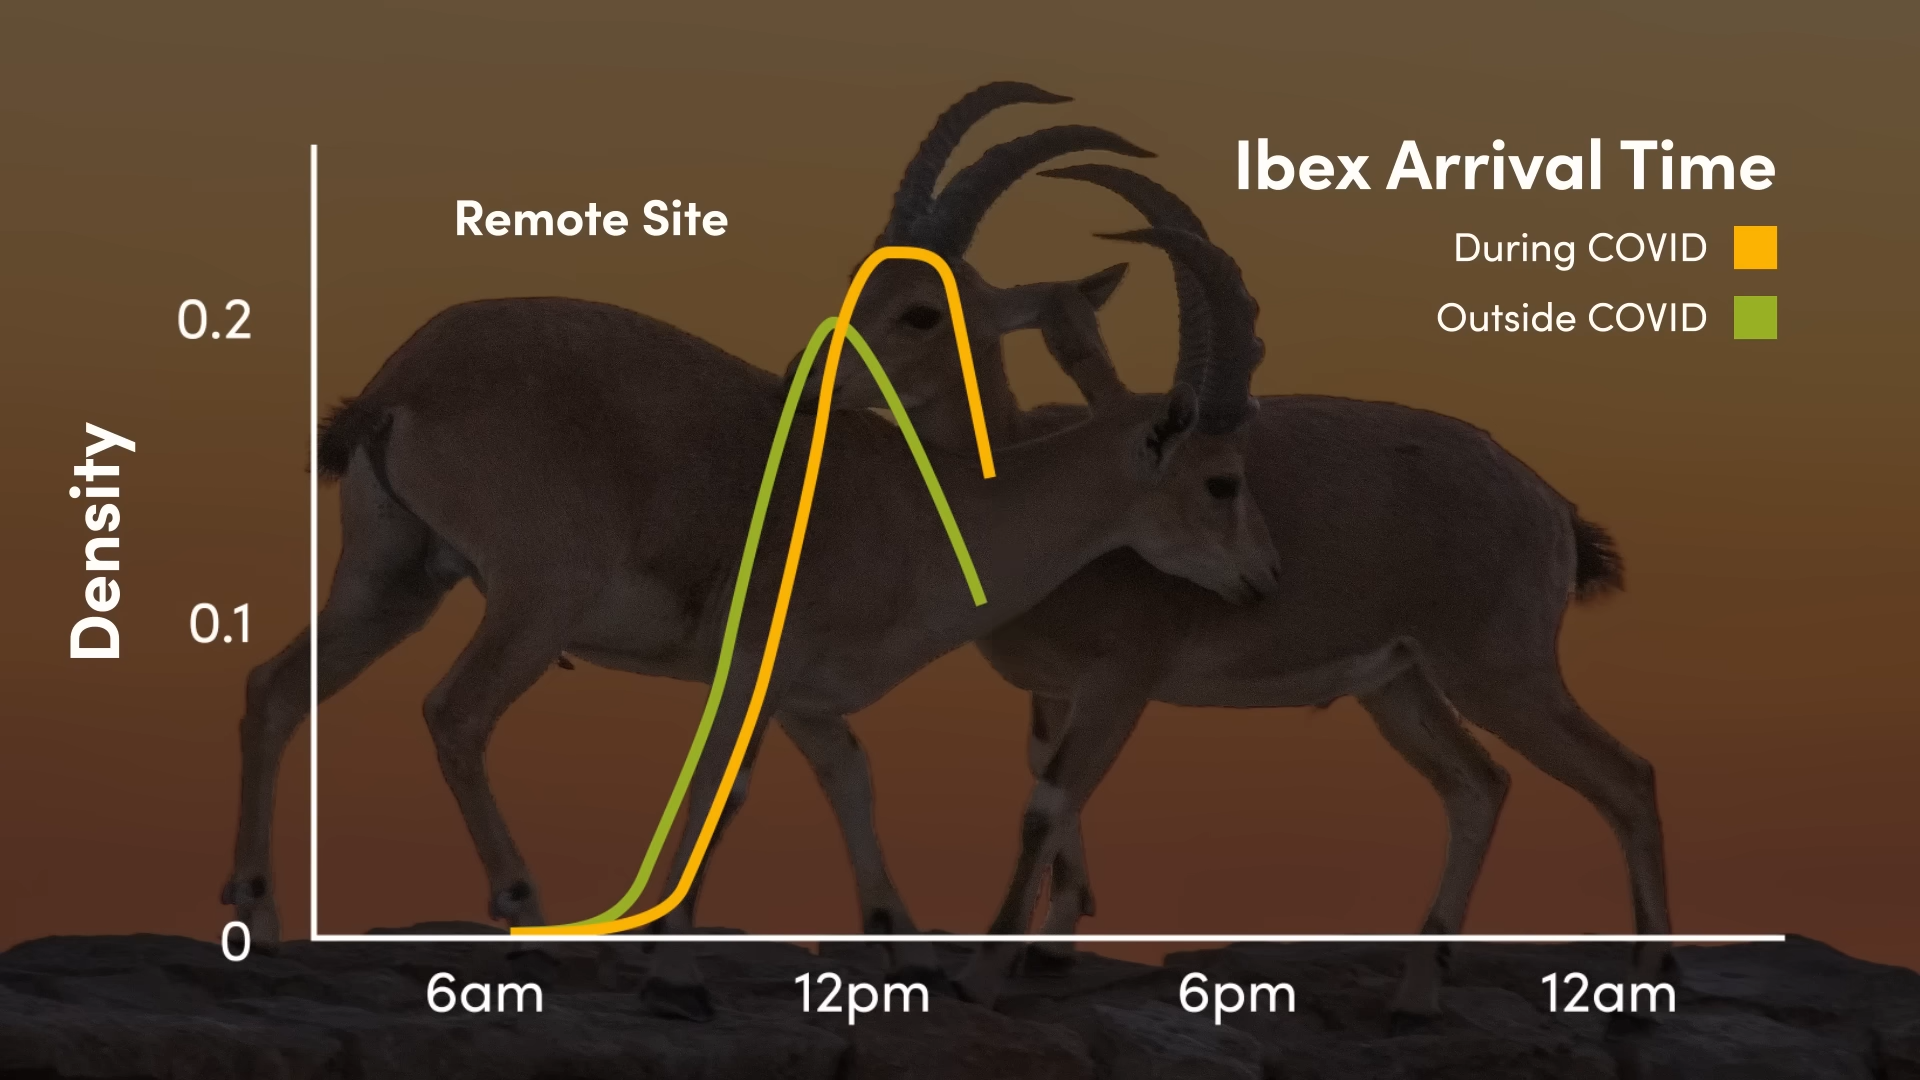 Ibex Arrival Time
During COVID
Outside COVID
Remote Site
Density
0.2
0.1
0
6am
12pm
6pm
12am